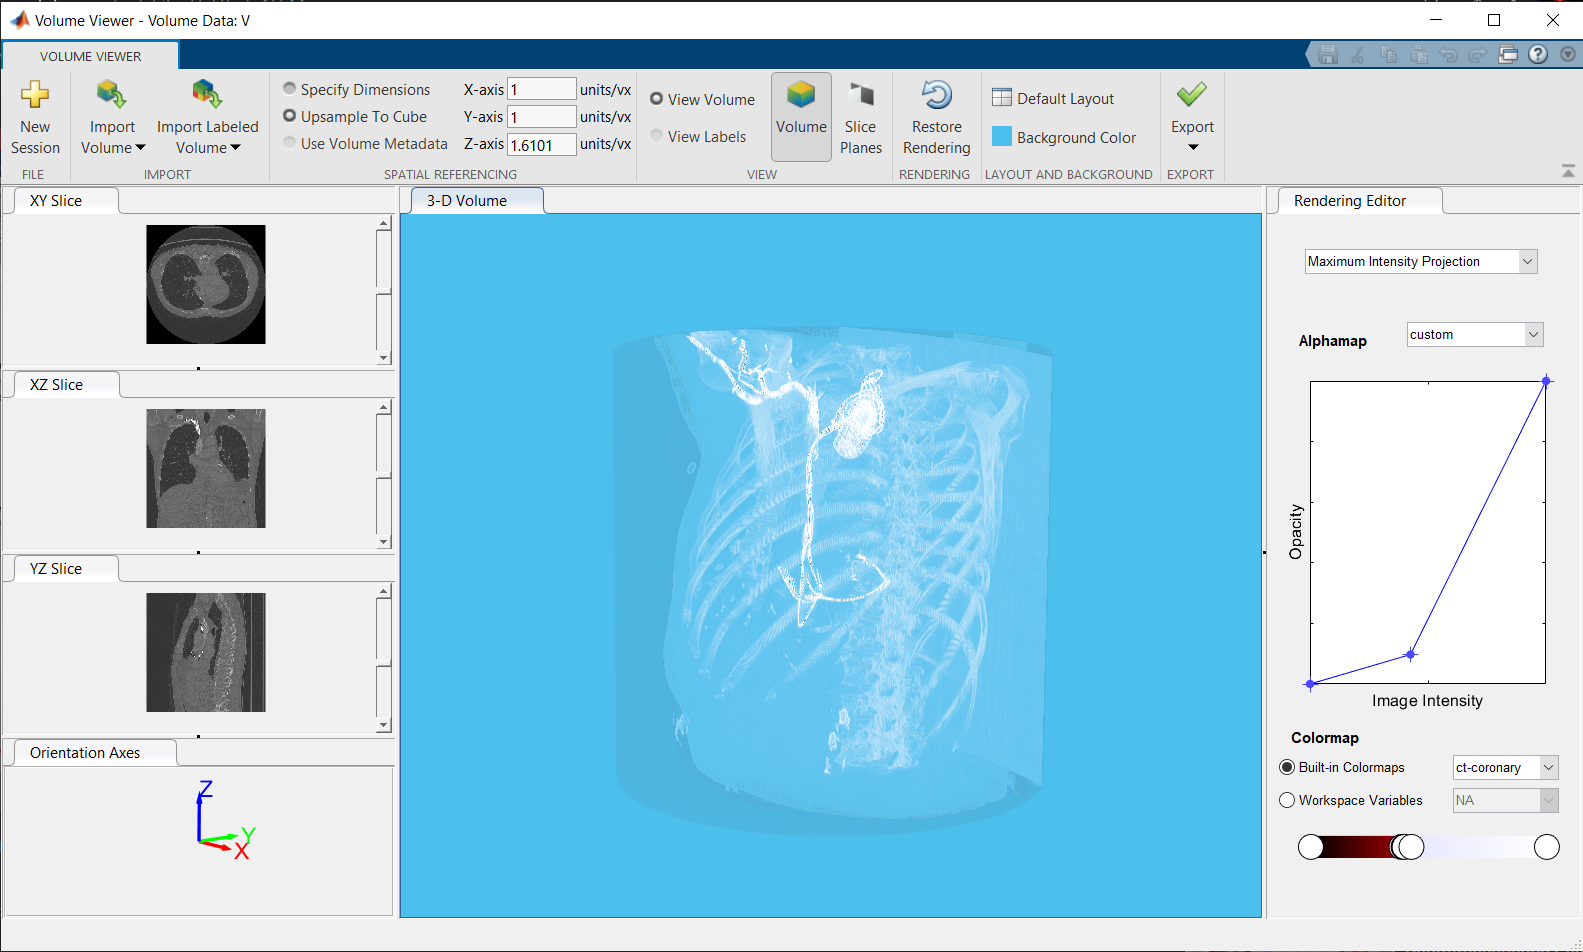 Volume Viewer - Volume Data: V
VOLUME VIEWER
New
Session
FILE
Import
Volume
Import Labeled
Volume
IMPORT
Specify Dimensions
Upsample To Cube
Use Volume Metadata
X-axis 1 units/vx
Y-axis 1 units/vx
Z-axis 1.6101 units/vx
SPATIAL REFERENCING
View Volume
View Labels
Volume
Slice
Planes
VIEW
Restore
Rendering
RENDERING
Default Layout
Background Color
LAYOUT AND BACKGROUND
Export
EXPORT
XY Slice
XZ Slice
YZ Slice
Orientation Axes
Z
Y
X
3-D Volume
Rendering Editor
Maximum Intensity Projection
Alphamap custom
Opacity
Image Intensity
Colormap
Built-in Colormaps ct-coronary
Workspace Variables NA